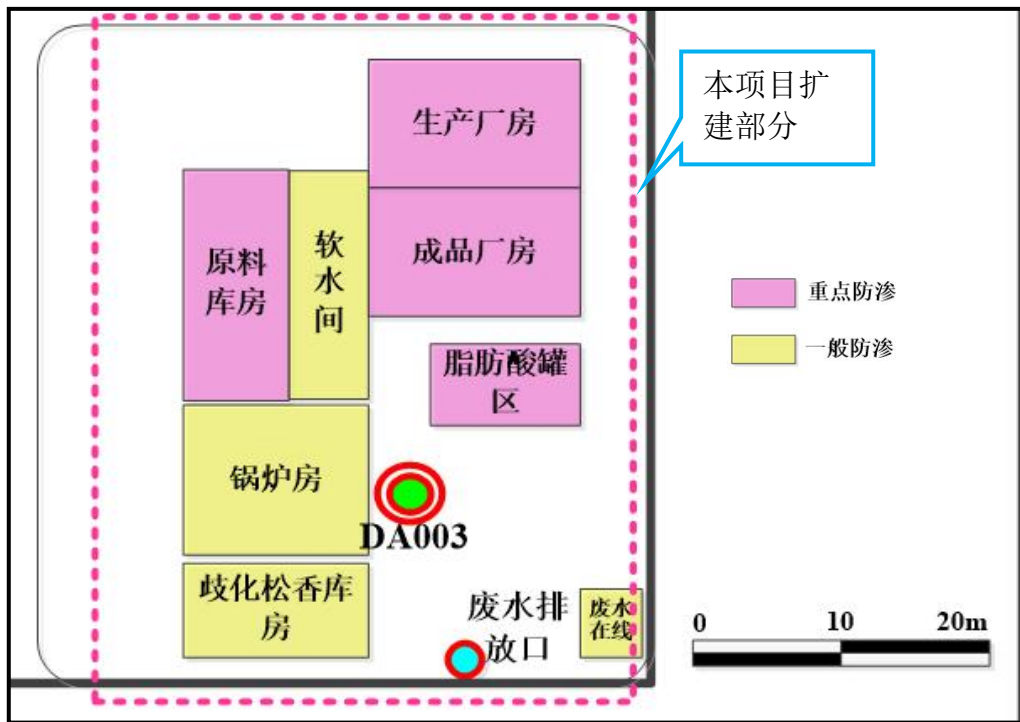 本项目扩
建部分
生产厂房
成品厂房
原料
库房
软
水
间
脂肪酸罐
区
重点防渗
一般防渗
锅炉房
DA003
歧化松香库
房
废水排
放口
废水
在线
0 10 20m